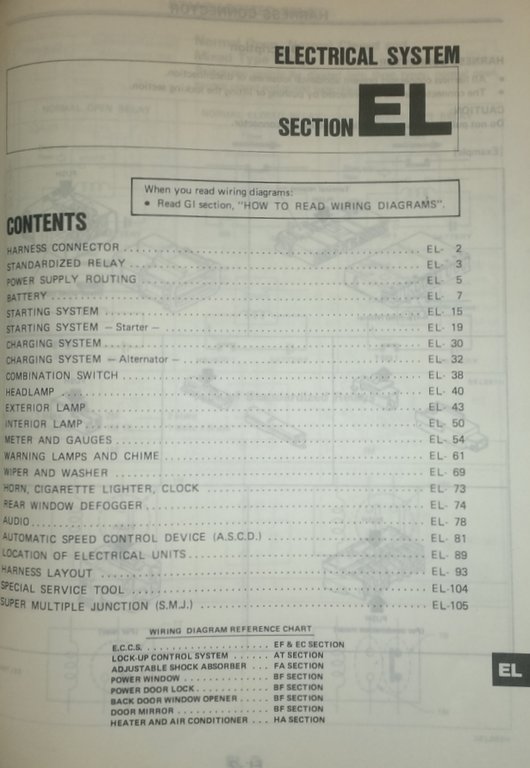 ELECTRICAL SYSTEM
SECTION EL
When you read wiring diagrams:
• Read GI section, "HOW TO READ WIRING DIAGRAMS".
CONTENTS
HARNESS CONNECTOR . . . . . EL- 2
STANDARDIZED RELAY . . . . . EL- 3
POWER SUPPLY ROUTING . . . . . EL- 5
BATTERY . . . . . EL- 7
STARTING SYSTEM . . . . . EL- 15
STARTING SYSTEM — Starter — . . . . . EL- 19
CHARGING SYSTEM . . . . . EL- 30
CHARGING SYSTEM — Alternator — . . . . . EL- 32
COMBINATION SWITCH . . . . . EL- 38
HEADLAMP . . . . . EL- 40
EXTERIOR LAMP . . . . . EL- 43
INTERIOR LAMP . . . . . EL- 50
METER AND GAUGES . . . . . EL- 54
WARNING LAMPS AND CHIME . . . . . EL- 61
WIPER AND WASHER . . . . . EL- 69
HORN, CIGARETTE LIGHTER, CLOCK . . . . . EL- 73
REAR WINDOW DEFOGGER . . . . . EL- 74
AUDIO . . . . . EL- 78
AUTOMATIC SPEED CONTROL DEVICE (A.S.C.D.) . . . . . EL- 81
LOCATION OF ELECTRICAL UNITS . . . . . EL- 89
HARNESS LAYOUT . . . . . EL- 93
SPECIAL SERVICE TOOL . . . . . EL-104
SUPER MULTIPLE JUNCTION (S.M.J.) . . . . . EL-105
WIRING DIAGRAM REFERENCE CHART
E.C.C.S. . . . . . EF & EC SECTION
LOCK-UP CONTROL SYSTEM . . . . . AT SECTION
ADJUSTABLE SHOCK ABSORBER . . . FA SECTION
POWER WINDOW . . . . . BF SECTION
POWER DOOR LOCK . . . . . BF SECTION
BACK DOOR WINDOW OPENER . . . . . BF SECTION
DOOR MIRROR . . . . . BF SECTION
HEATER AND AIR CONDITIONER . . . HA SECTION
EL